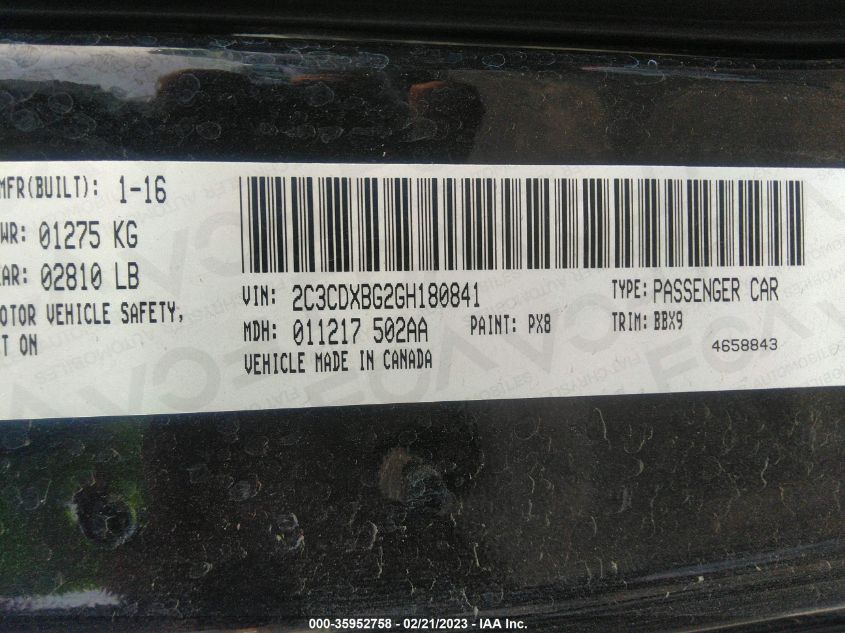 MFR(BUILT): 1-16
WR: 01275 KG
EAR: 02810 LB
OTOR VEHICLE SAFETY,
T ON
VIN: 2C3CDXBG2GH180841
TYPE: PASSENGER CAR
MDH: 011217 502AA
PAINT: PX8
TRIM: BBX9
VEHICLE MADE IN CANADA
4658843
000-35952758 - 02/21/2023 - IAA Inc.